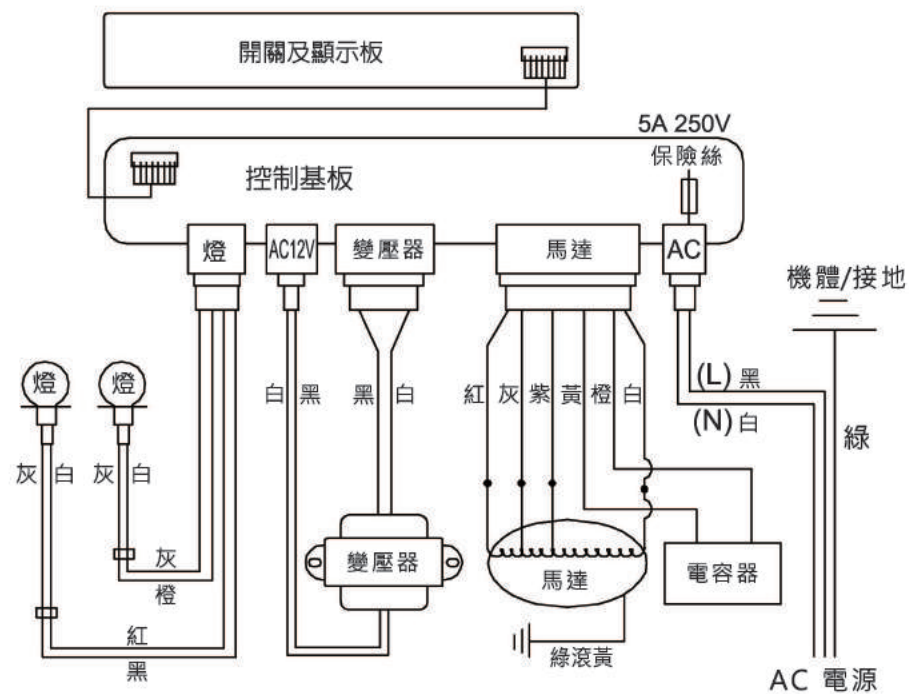 開關及顯示板
5A 250V
保險絲
控制基板
燈 AC12V 變壓器 馬達 AC
機體/接地
燈 燈
白 黑 黑 白 紅 灰 紫 黃 橙 白
(L) 黑
(N) 白
綠
灰 白 灰 白
灰
橙
變壓器
馬達
電容器
紅
黑
綠滾黃
AC 電源